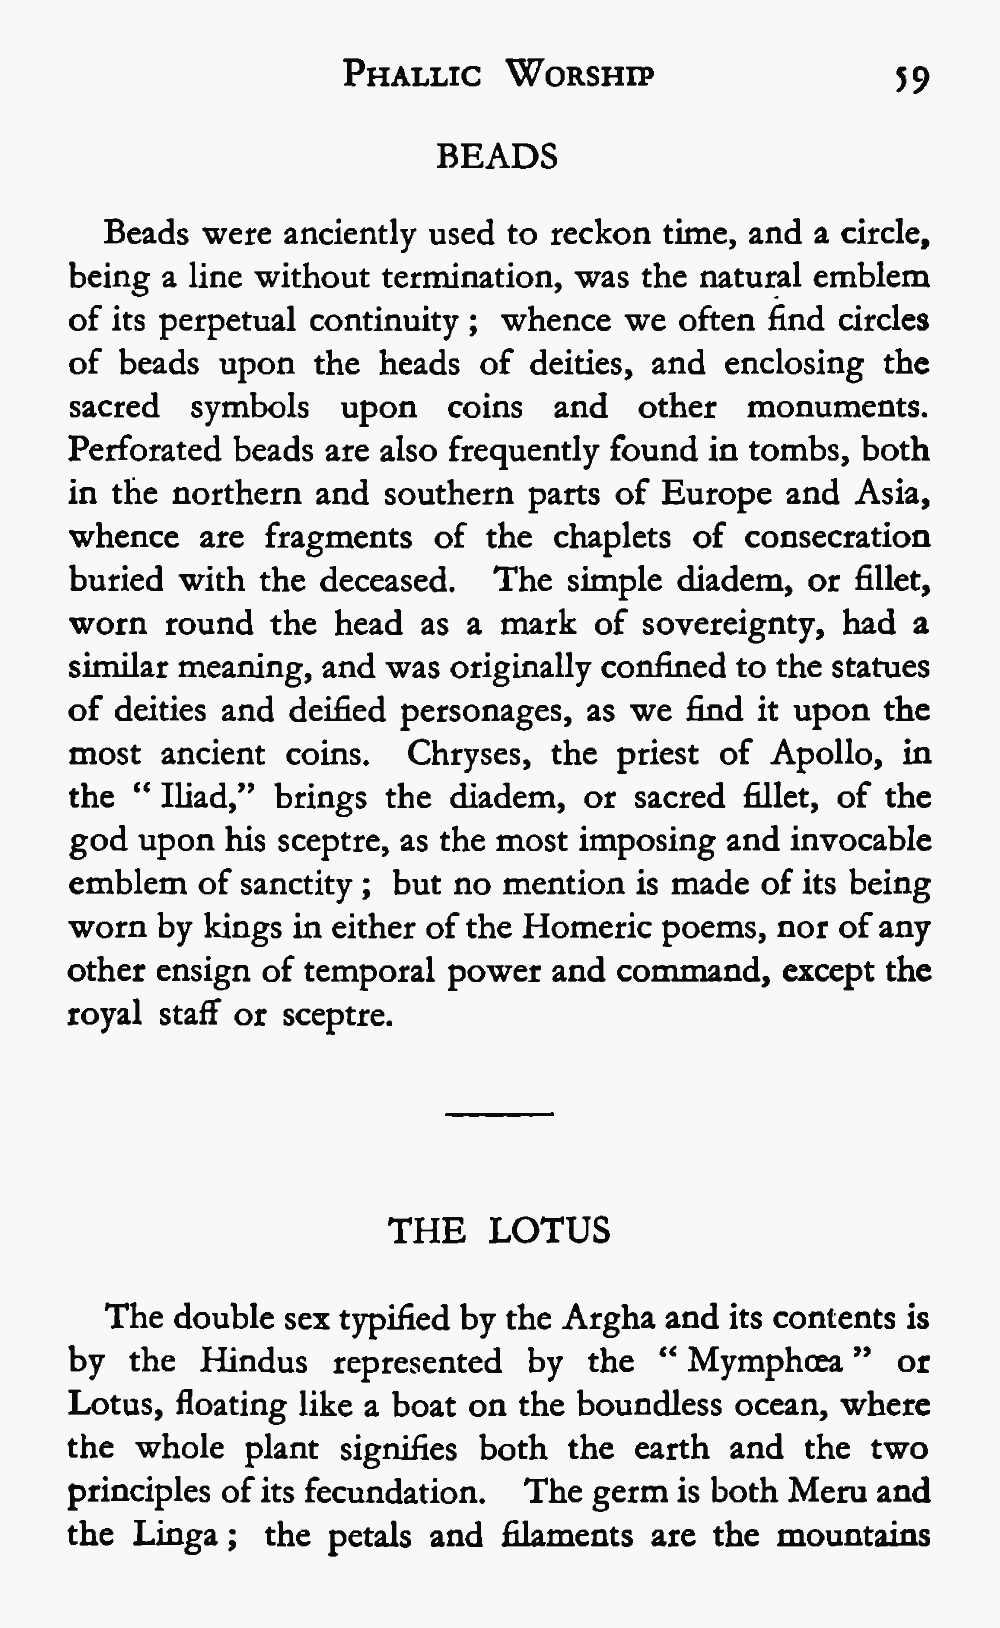 Phallic Worship 59
BEADS
Beads were anciently used to reckon time, and a circle,
being a line without termination, was the natural emblem
of its perpetual continuity ; whence we often find circles
of beads upon the heads of deities, and enclosing the
sacred symbols upon coins and other monuments.
Perforated beads are also frequently found in tombs, both
in the northern and southern parts of Europe and Asia,
whence are fragments of the chaplets of consecration
buried with the deceased. The simple diadem, or fillet,
worn round the head as a mark of sovereignty, had a
similar meaning, and was originally confined to the statues
of deities and deified personages, as we find it upon the
most ancient coins. Chryses, the priest of Apollo, in
the “ Iliad,” brings the diadem, or sacred fillet, of the
god upon his sceptre, as the most imposing and invocable
emblem of sanctity ; but no mention is made of its being
worn by kings in either of the Homeric poems, nor of any
other ensign of temporal power and command, except the
royal staff or sceptre.
THE LOTUS
The double sex typified by the Argha and its contents is
by the Hindus represented by the “ Mymphœa ” or
Lotus, floating like a boat on the boundless ocean, where
the whole plant signifies both the earth and the two
principles of its fecundation. The germ is both Meru and
the Linga ; the petals and filaments are the mountains